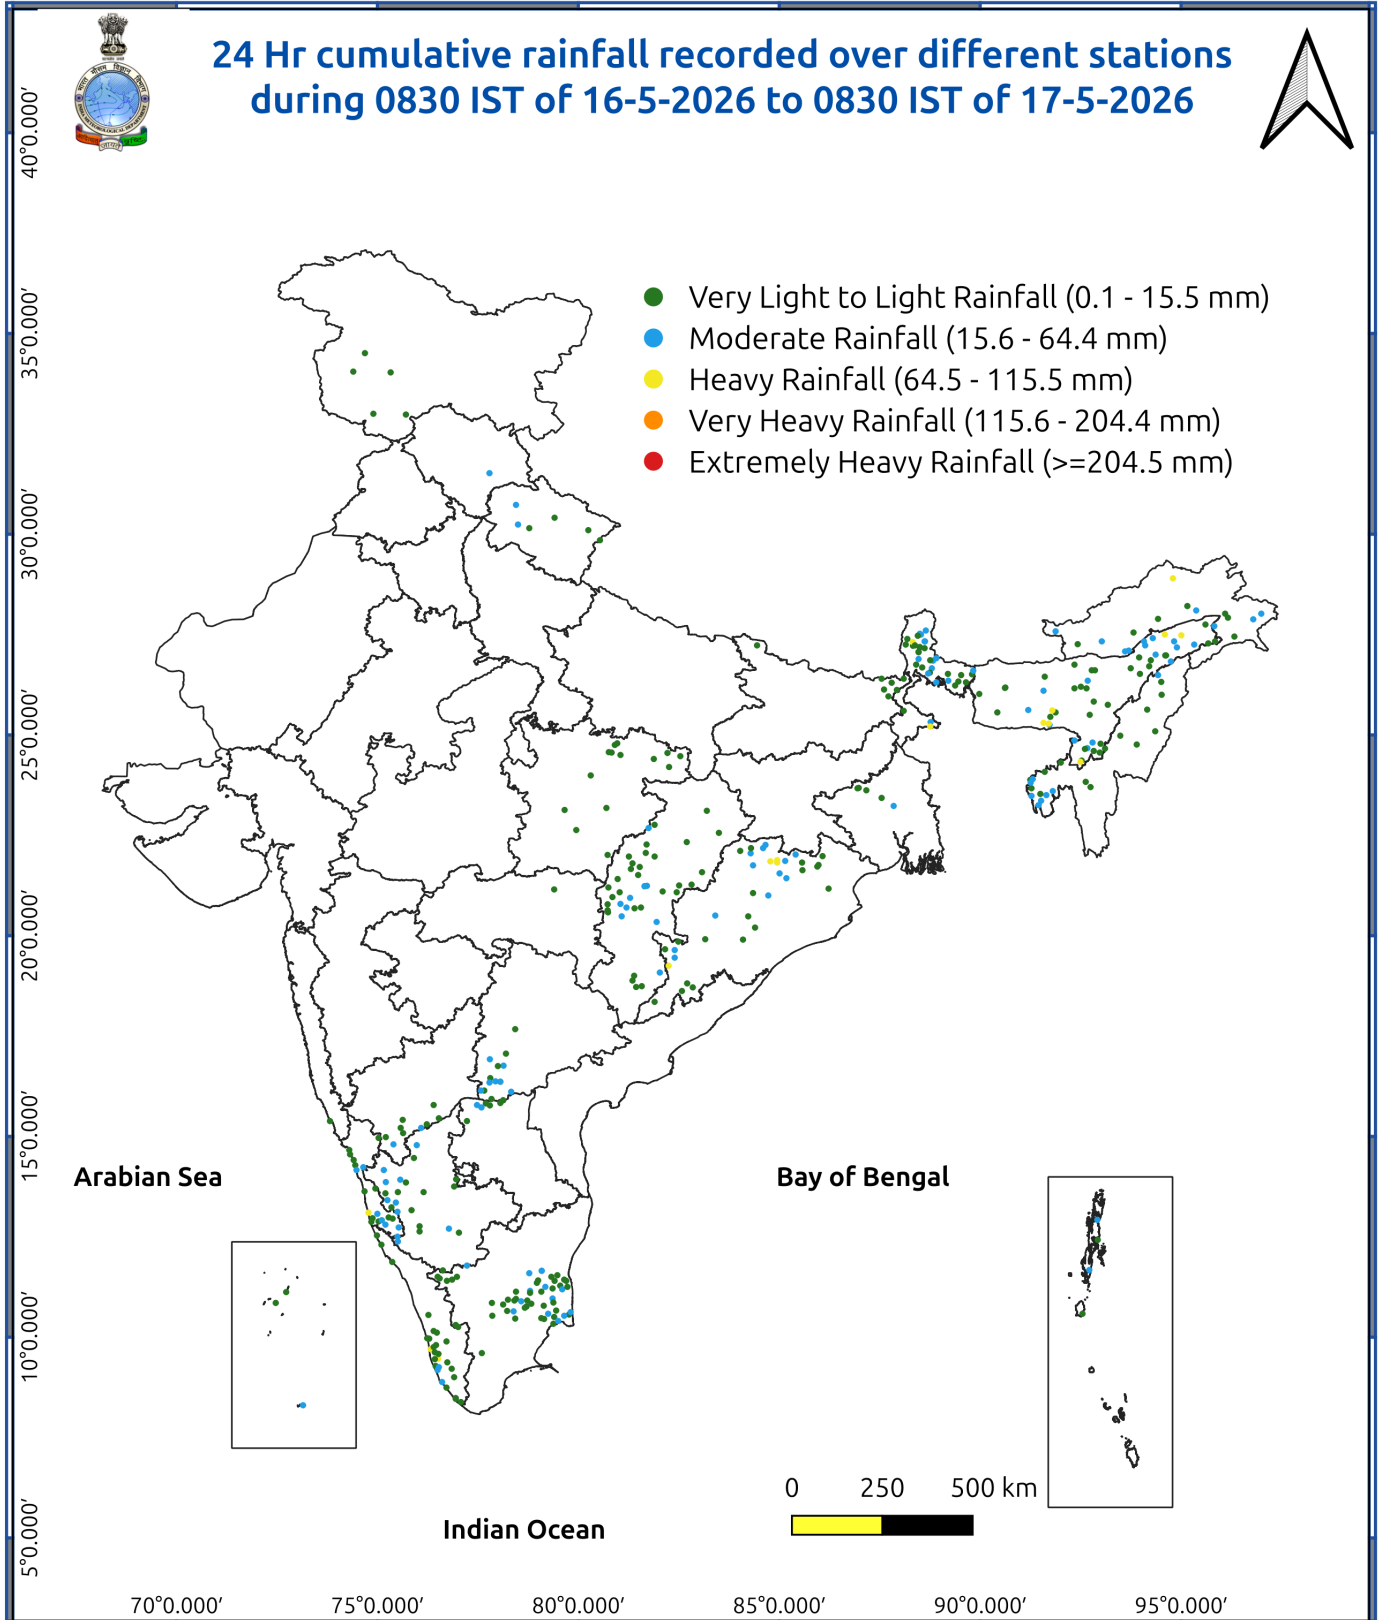 24 Hr cumulative rainfall recorded over different stations
during 0830 IST of 16-5-2026 to 0830 IST of 17-5-2026
Very Light to Light Rainfall (0.1 - 15.5 mm)
Moderate Rainfall (15.6 - 64.4 mm)
Heavy Rainfall (64.5 - 115.5 mm)
Very Heavy Rainfall (115.6 - 204.4 mm)
Extremely Heavy Rainfall (>=204.5 mm)
40°0.000′
35°0.000′
30°0.000′
25°0.000′
20°0.000′
15°0.000′
10°0.000′
5°0.000′
Arabian Sea
Bay of Bengal
Indian Ocean
0 250 500 km
70°0.000′ 75°0.000′ 80°0.000′ 85°0.000′ 90°0.000′ 95°0.000′